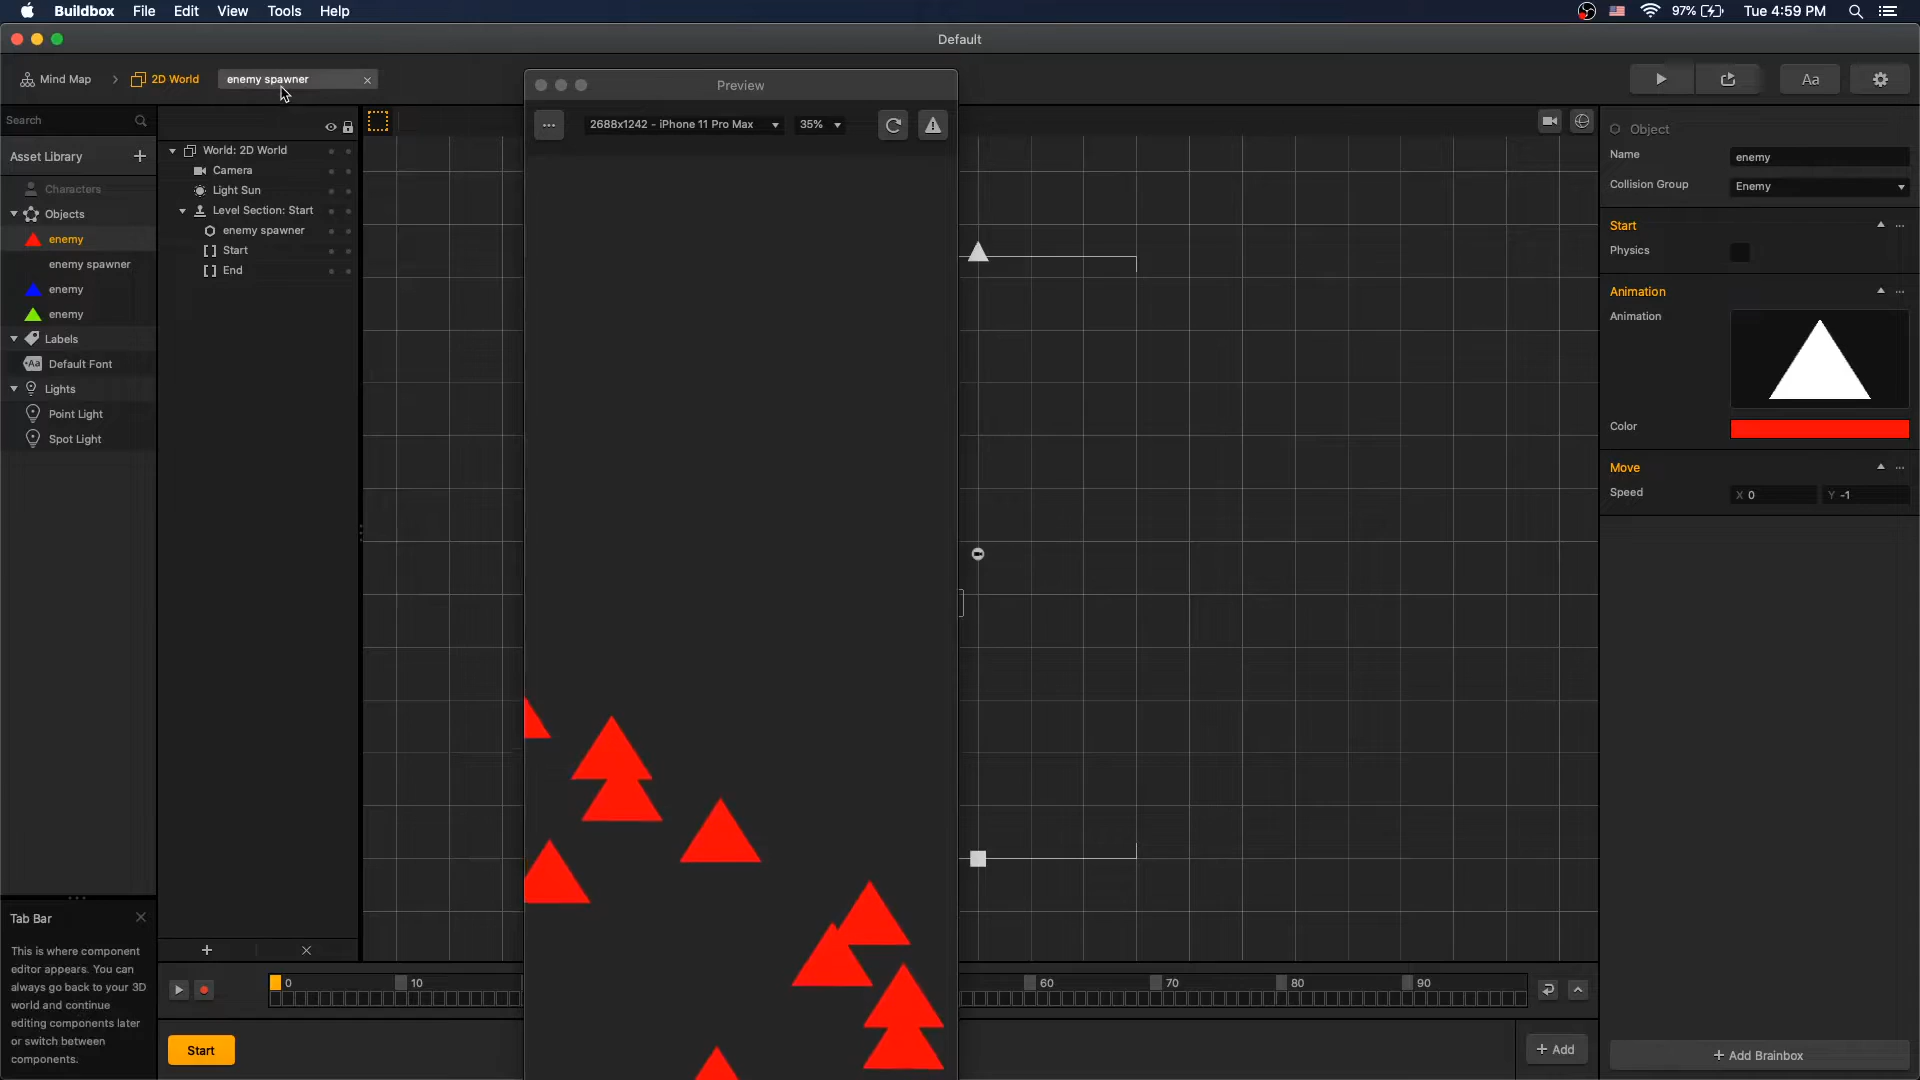 Buildbox File Edit View Tools Help
97% Tue 4:59 PM
Default
Mind Map 2D World enemy spawner
Aa
Search
Asset Library
Characters
Objects
enemy
enemy spawner
enemy
enemy
Labels
Aa Default Font
Lights
Point Light
Spot Light
World: 2D World
Camera
Light Sun
Level Section: Start
enemy spawner
Start
End
Preview
2688x1242 - iPhone 11 Pro Max 35%
Object
Name enemy
Collision Group Enemy
Start
Physics
Animation
Animation
Color
Move
Speed X 0 Y -1
Tab Bar
This is where component
editor appears. You can
always go back to your 3D
world and continue
editing components later
or switch between
components.
0 10 60 70 80 90
Start
+ Add
+ Add Brainbox